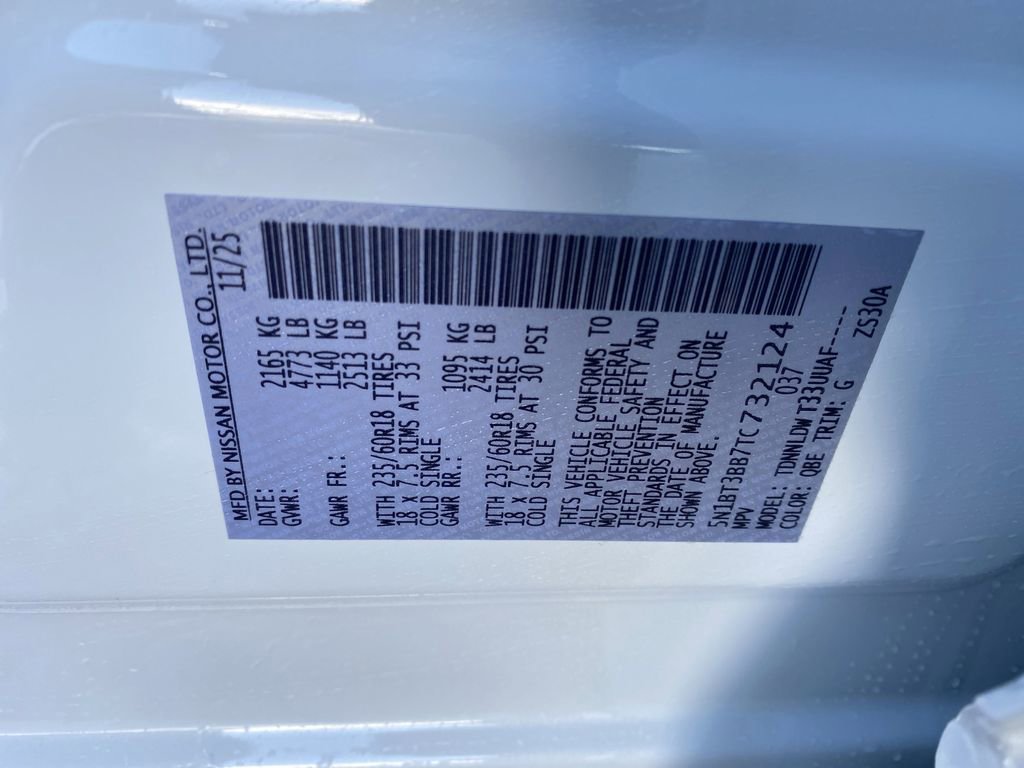 MFD BY NISSAN MOTOR CO., LTD.
DATE: 11/25
GVWR: 2165 KG
4773 LB
GAWR FR.: 1140 KG
2513 LB
WITH 235/60R18 TIRES
18 X 7.5 RIMS AT 33 PSI
COLD SINGLE
GAWR RR.: 1095 KG
2414 LB
WITH 235/60R18 TIRES
18 X 7.5 RIMS AT 30 PSI
COLD SINGLE
THIS VEHICLE CONFORMS TO
ALL APPLICABLE FEDERAL
MOTOR VEHICLE SAFETY AND
THEFT PREVENTION
STANDARDS IN EFFECT ON
THE DATE OF MANUFACTURE
SHOWN ABOVE.
5N1BT3BB7TC732124
MPV 037
MODEL: TDNNLDW T33UUAF----
COLOR: QBE TRIM: G
ZS30A